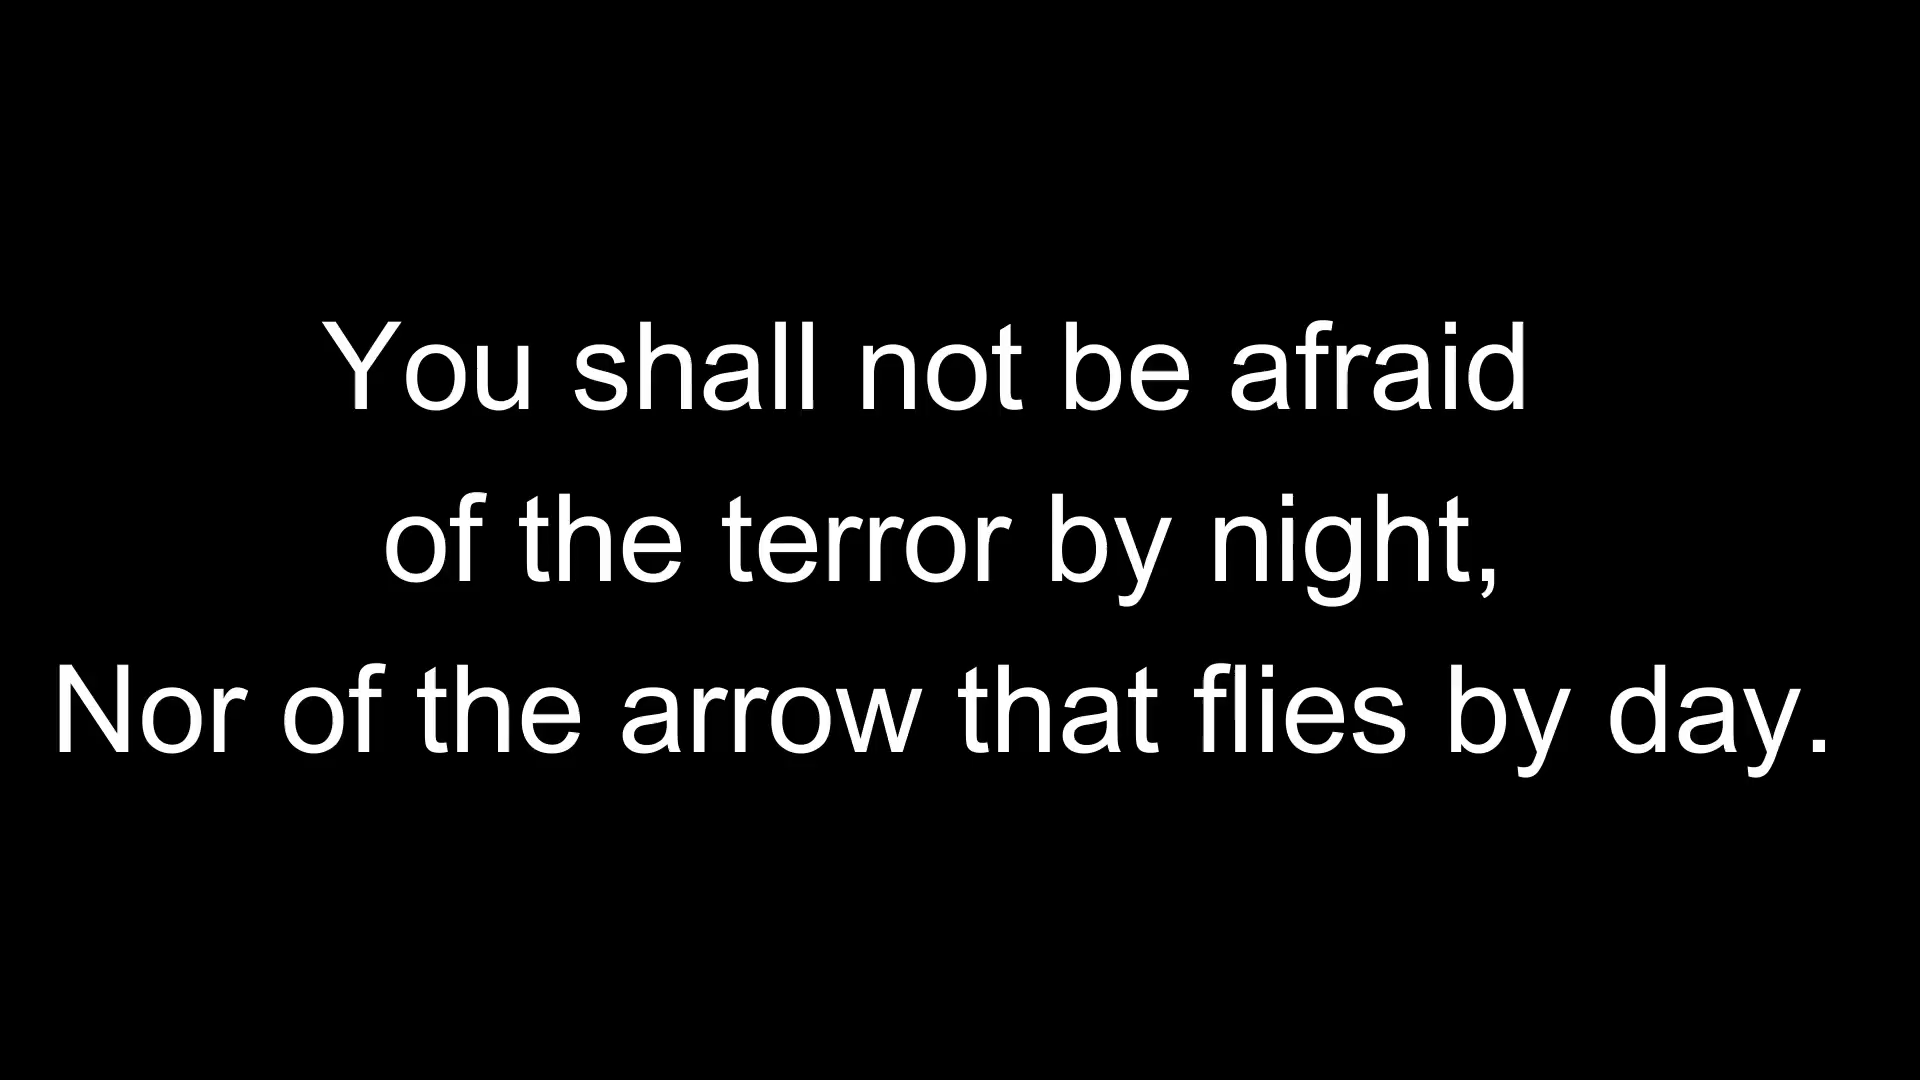 You shall not be afraid
of the terror by night,
Nor of the arrow that flies by day.